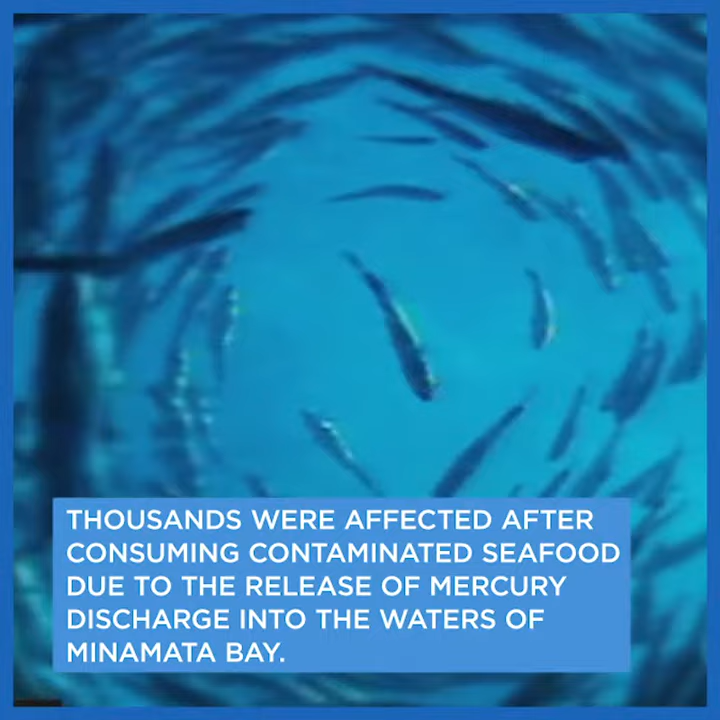 THOUSANDS WERE AFFECTED AFTER
CONSUMING CONTAMINATED SEAFOOD
DUE TO THE RELEASE OF MERCURY
DISCHARGE INTO THE WATERS OF
MINAMATA BAY.